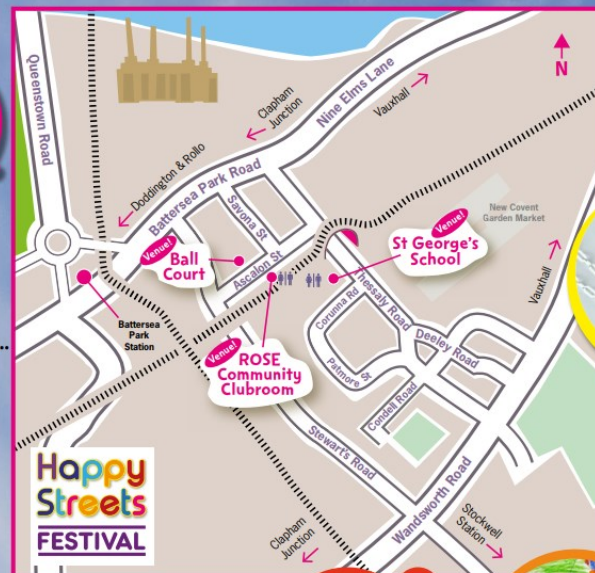 Queenstown Road
Clapham
Junction
Nine Elms Lane
Vauxhall
N
Doddington & Rollo
Battersea Park Road
Savona St
New Covent
Garden Market
Venue!
St George's
School
Venue!
Ball
Court
Ascalon St
Thessaly Road
Corunna Rd
Deeley Road
Vauxhall
Battersea
Park
Station
Venue!
ROSE
Community
Clubroom
Patmore St
Condell Road
Stewart's Road
Wandsworth Road
Happy
Streets
FESTIVAL
Clapham
Junction
Stockwell
Station